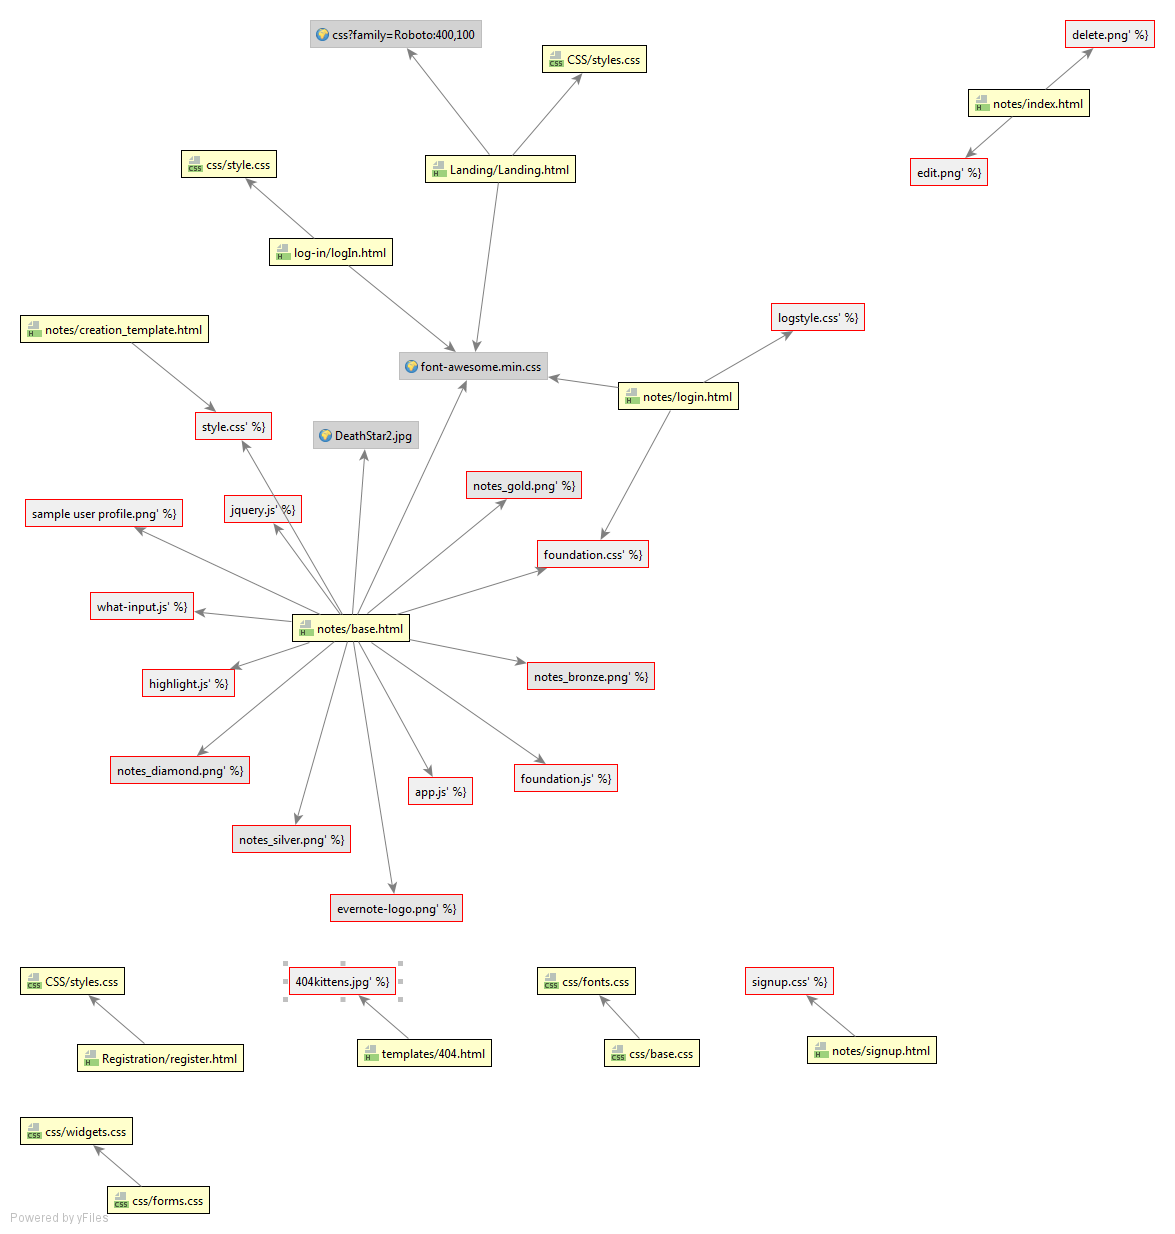 css?family=Roboto:400,100
delete.png' %}
CSS/styles.css
notes/index.html
css/style.css
Landing/Landing.html
edit.png' %}
log-in/logIn.html
logstyle.css' %}
notes/creation_template.html
font-awesome.min.css
notes/login.html
style.css' %}
DeathStar2.jpg
notes_gold.png' %}
sample user profile.png' %}
jquery.js' %}
foundation.css' %}
what-input.js' %}
notes/base.html
highlight.js' %}
notes_bronze.png' %}
notes_diamond.png' %}
foundation.js' %}
app.js' %}
notes_silver.png' %}
evernote-logo.png' %}
CSS/styles.css
404kittens.jpg' %}
css/fonts.css
signup.css' %}
Registration/register.html
templates/404.html
css/base.css
notes/signup.html
css/widgets.css
css/forms.css
Powered by yFiles